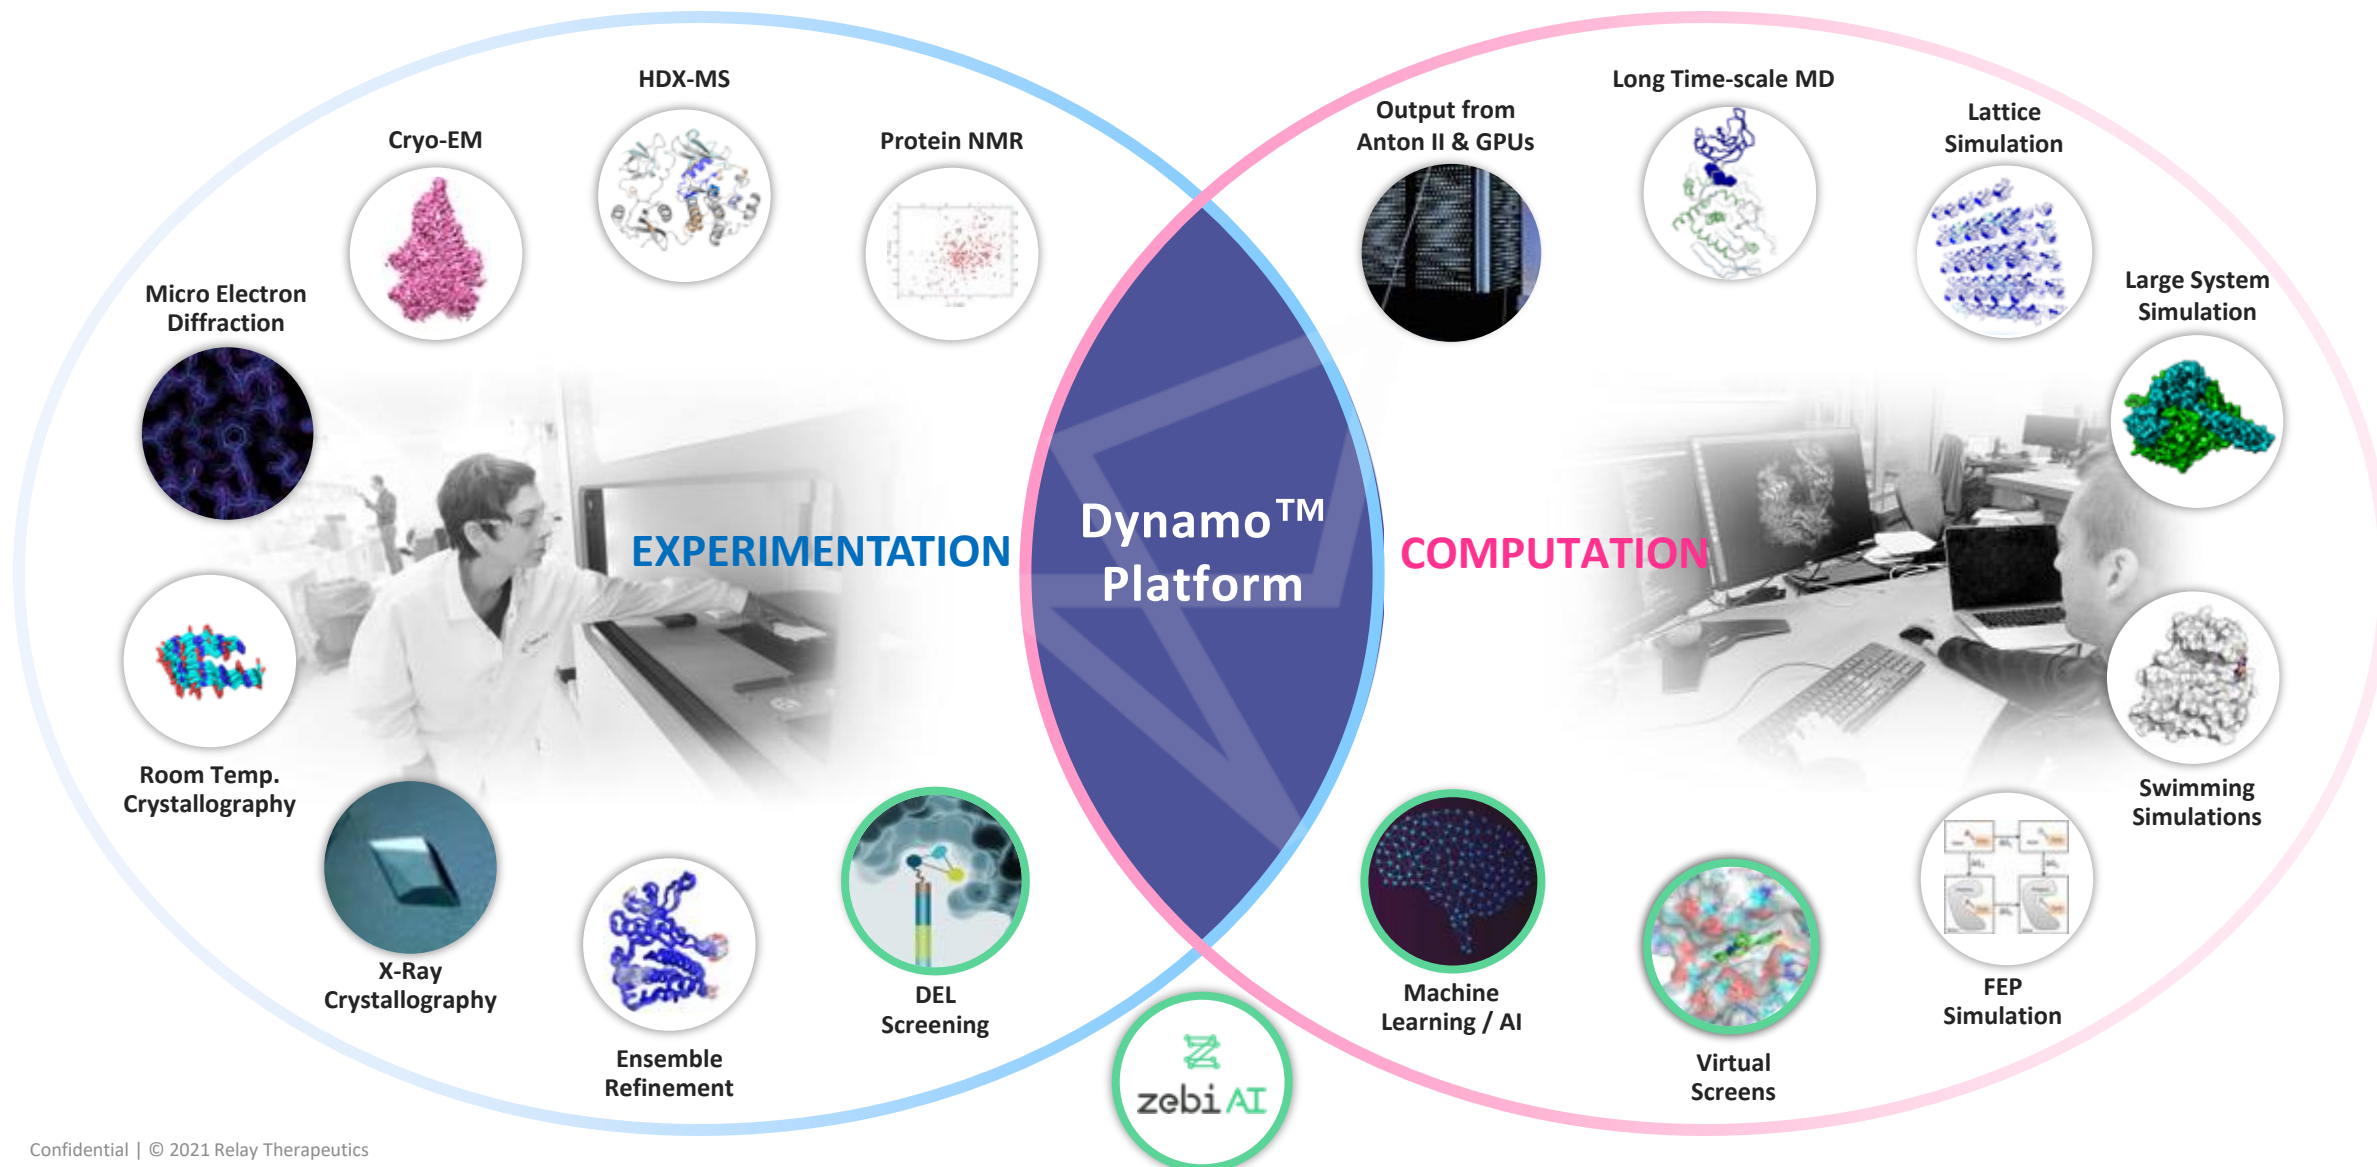 HDX-MS
Cryo-EM
Protein NMR
Micro Electron
Diffraction
EXPERIMENTATION
Room Temp.
Crystallography
X-Ray
Crystallography
Ensemble
Refinement
DEL
Screening
Dynamo™
Platform
Output from
Anton II & GPUs
Long Time-scale MD
Lattice
Simulation
Large System
Simulation
COMPUTATION
Swimming
Simulations
FEP
Simulation
Virtual
Screens
Machine
Learning / AI
zebiAI
Confidential | © 2021 Relay Therapeutics